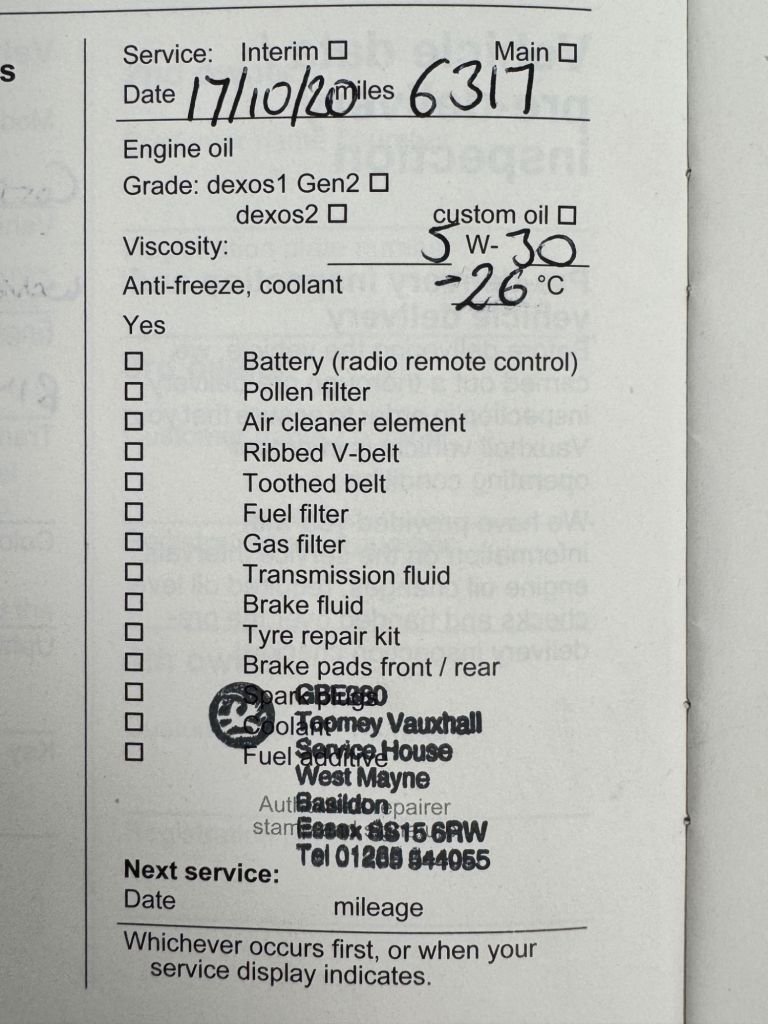 s
Service: Interim ☐ Main ☐
Date 17/10/20 miles 6317
Engine oil
Grade: dexos1 Gen2 ☐
dexos2 ☐ custom oil ☐
Viscosity: 5 W- 30
Anti-freeze, coolant -26 °C
Yes
☐ Battery (radio remote control)
☐ Pollen filter
☐ Air cleaner element
☐ Ribbed V-belt
☐ Toothed belt
☐ Fuel filter
☐ Gas filter
☐ Transmission fluid
☐ Brake fluid
☐ Tyre repair kit
☐ Brake pads front / rear
☐ Spark plugs
☐ Coolant
☐ Fuel additive
Toomey Vauxhall
Service House
West Mayne
Basildon
Essex SS15 6RW
Tel 01268
Next service:
Date mileage
Whichever occurs first, or when your
service display indicates.